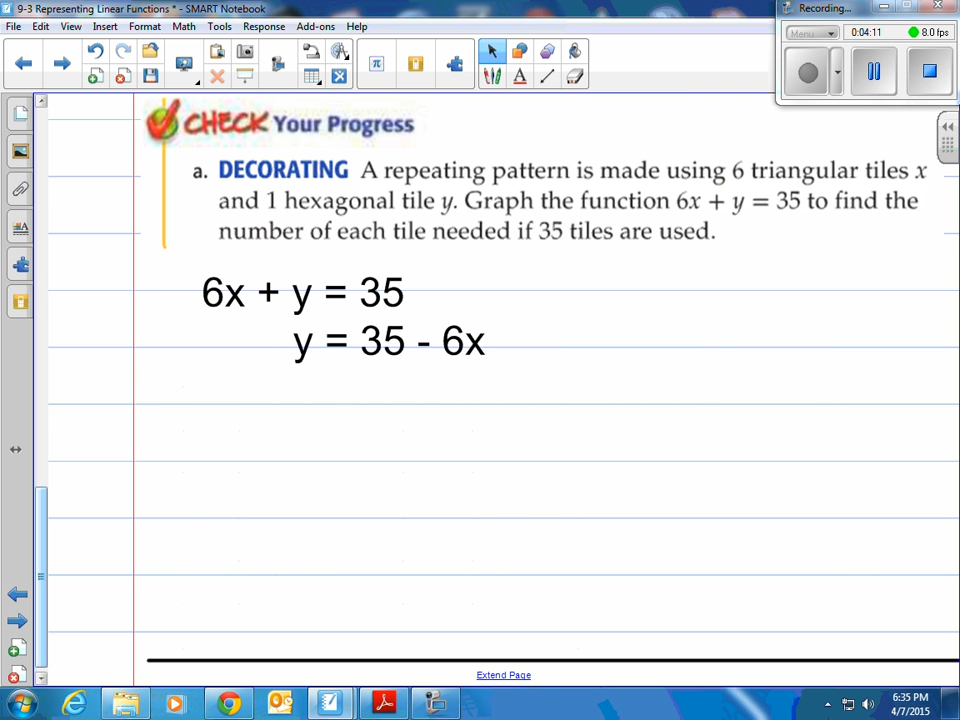 9-3 Representing Linear Functions * - SMART Notebook
Recording...
File Edit View Insert Format Math Tools Response Add-ons Help
Menu 0:04:11 8.0 fps
CHECK Your Progress
a. DECORATING A repeating pattern is made using 6 triangular tiles x
and 1 hexagonal tile y. Graph the function 6x + y = 35 to find the
number of each tile needed if 35 tiles are used.
6x + y = 35
y = 35 - 6x
Extend Page
6:35 PM
4/7/2015